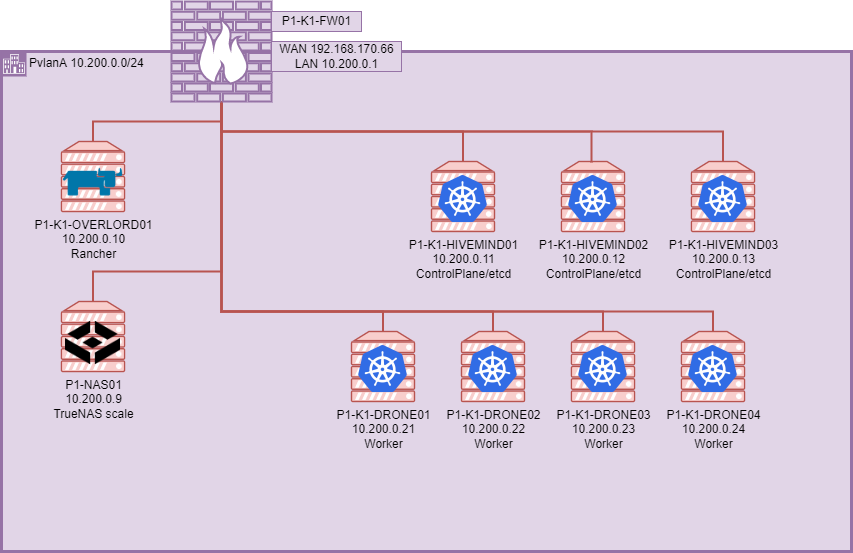 P1-K1-FW01
WAN 192.168.170.66
LAN 10.200.0.1
PvlanA 10.200.0.0/24
P1-K1-OVERLORD01
10.200.0.10
Rancher
P1-K1-HIVEMIND01
10.200.0.11
ControlPlane/etcd
P1-K1-HIVEMIND02
10.200.0.12
ControlPlane/etcd
P1-K1-HIVEMIND03
10.200.0.13
ControlPlane/etcd
P1-NAS01
10.200.0.9
TrueNAS scale
P1-K1-DRONE01
10.200.0.21
Worker
P1-K1-DRONE02
10.200.0.22
Worker
P1-K1-DRONE03
10.200.0.23
Worker
P1-K1-DRONE04
10.200.0.24
Worker